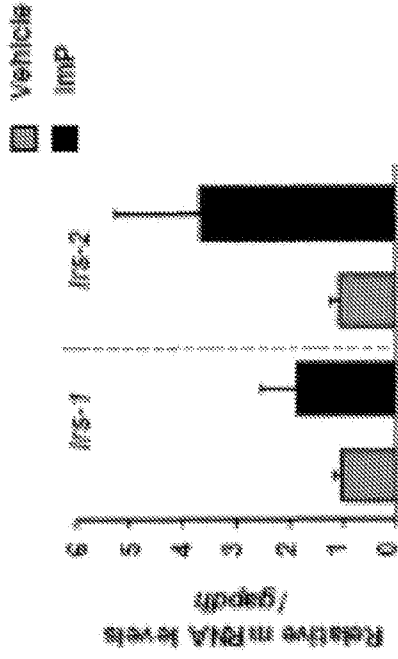 Vehicle
ImP
Irs-1
Irs-2
Relative mRNA levels
/gapdh
6
5
4
3
2
1
0